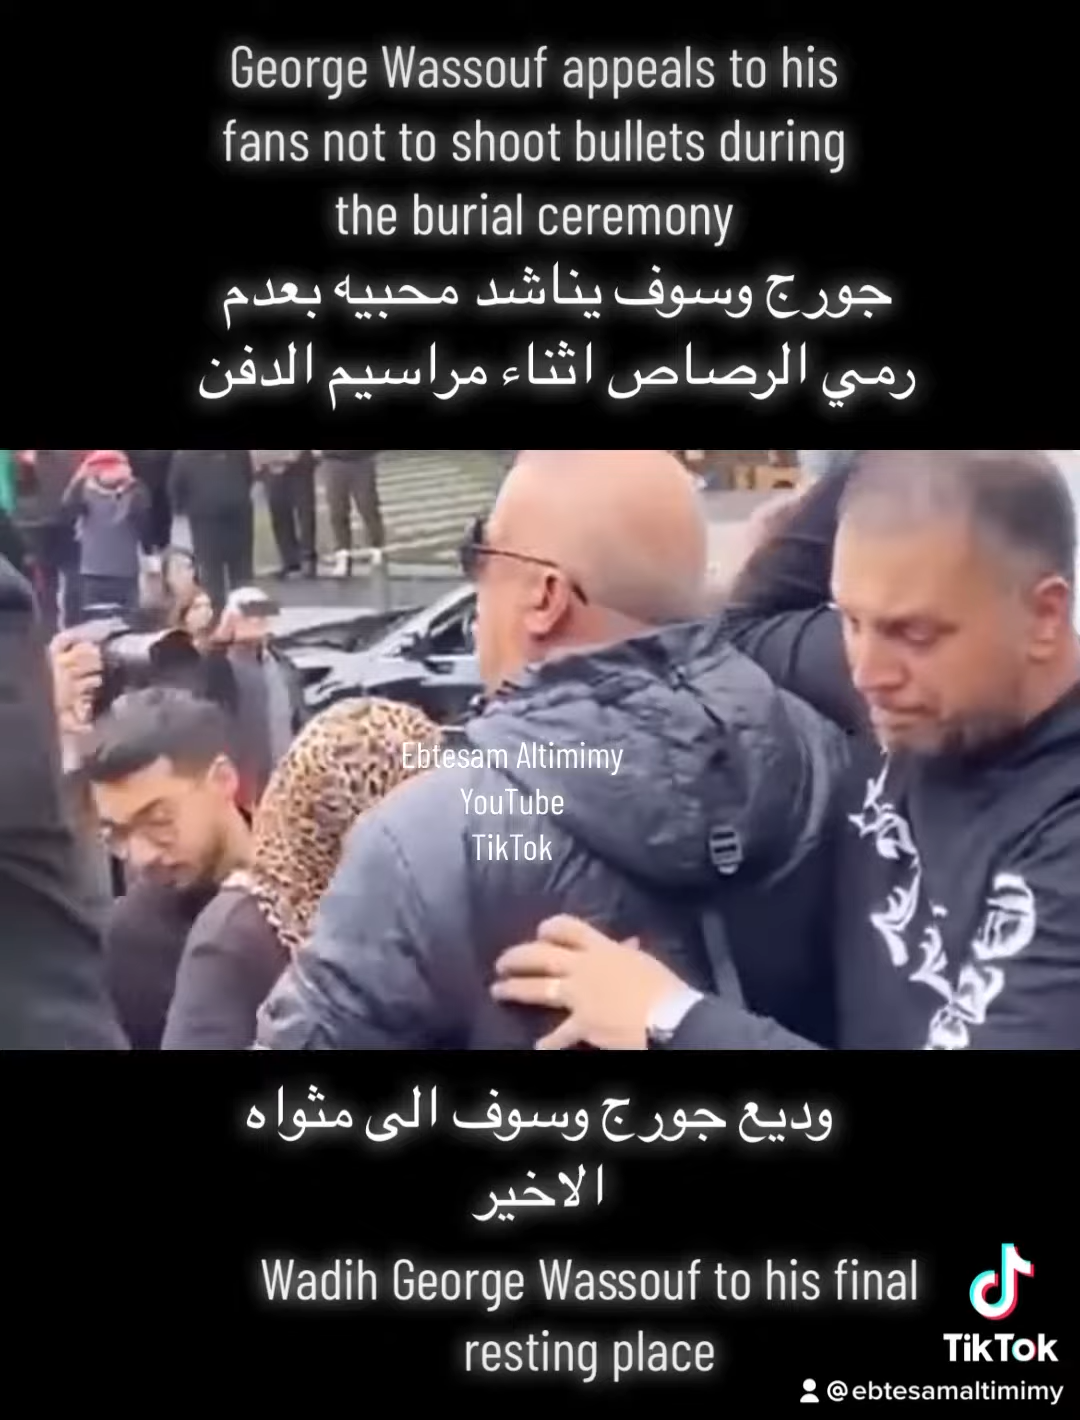 George Wassouf appeals to his
fans not to shoot bullets during
the burial ceremony
جورج وسوف يناشد محبيه بعدم
رمي الرصاص اثناء مراسيم الدفن
Ebtesam Altimimy
YouTube
TikTok
وديع جورج وسوف الى مثواه
الاخير
Wadih George Wassouf to his final
resting place
TikTok
@ebtesamaltimimy